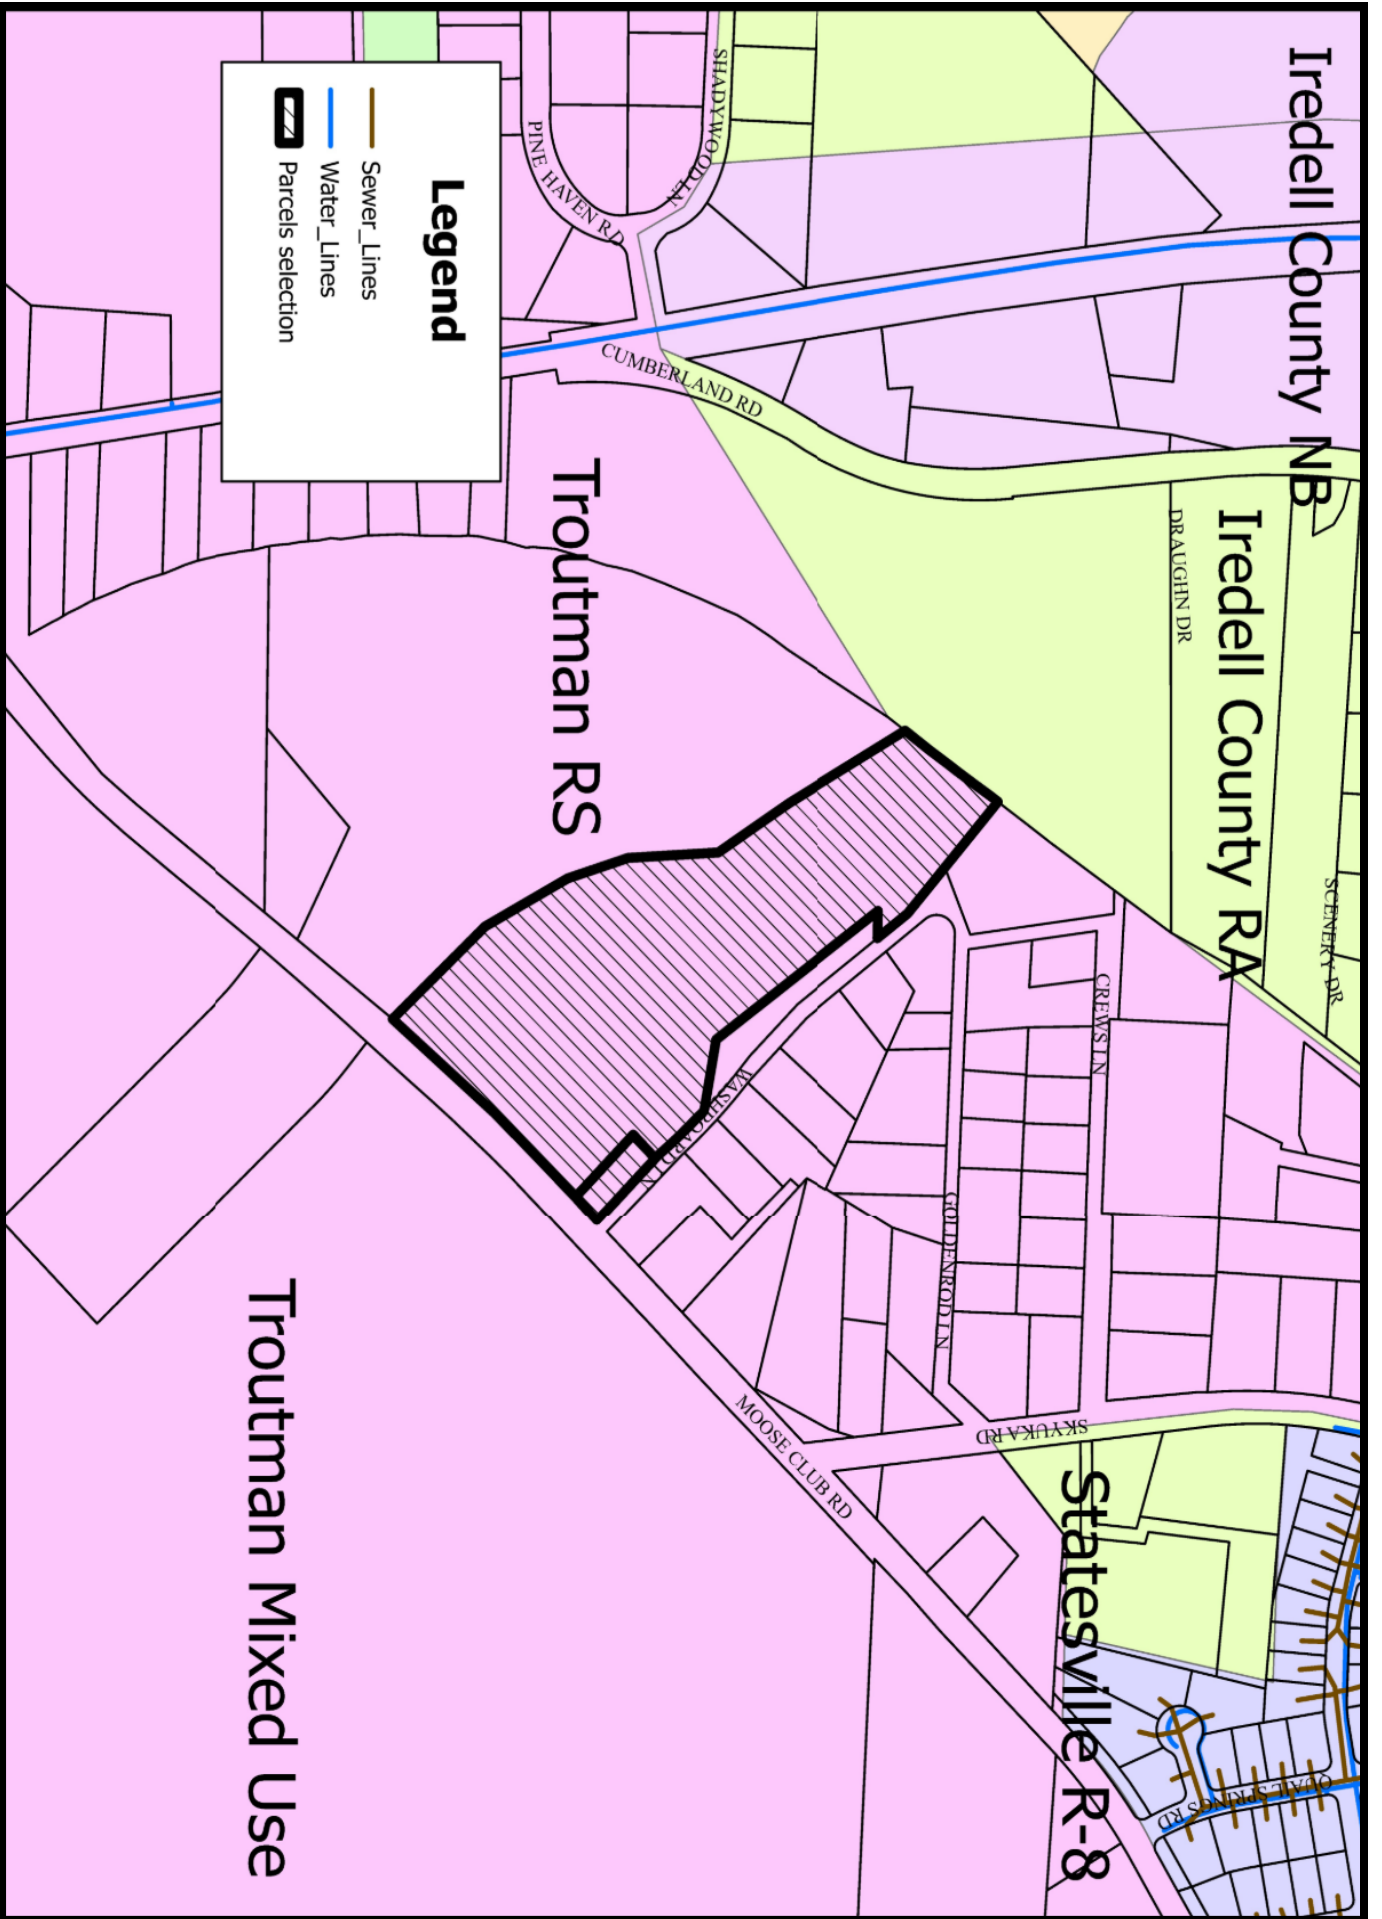 Iredell County NB
Iredell County RA
SCENERY DR
DRAUGHN DR
SHADYWOOD LN
PINE HAVEN RD
CUMBERLAND RD
Legend
Sewer_Lines
Water_Lines
Parcels selection
Troutman RS
CREWS LN
WASHBOARD LN
GOLDENROD LN
SKYUKA RD
MOOSE CLUB RD
Statesville R-8
QUAIL SPRINGS RD
Troutman Mixed Use